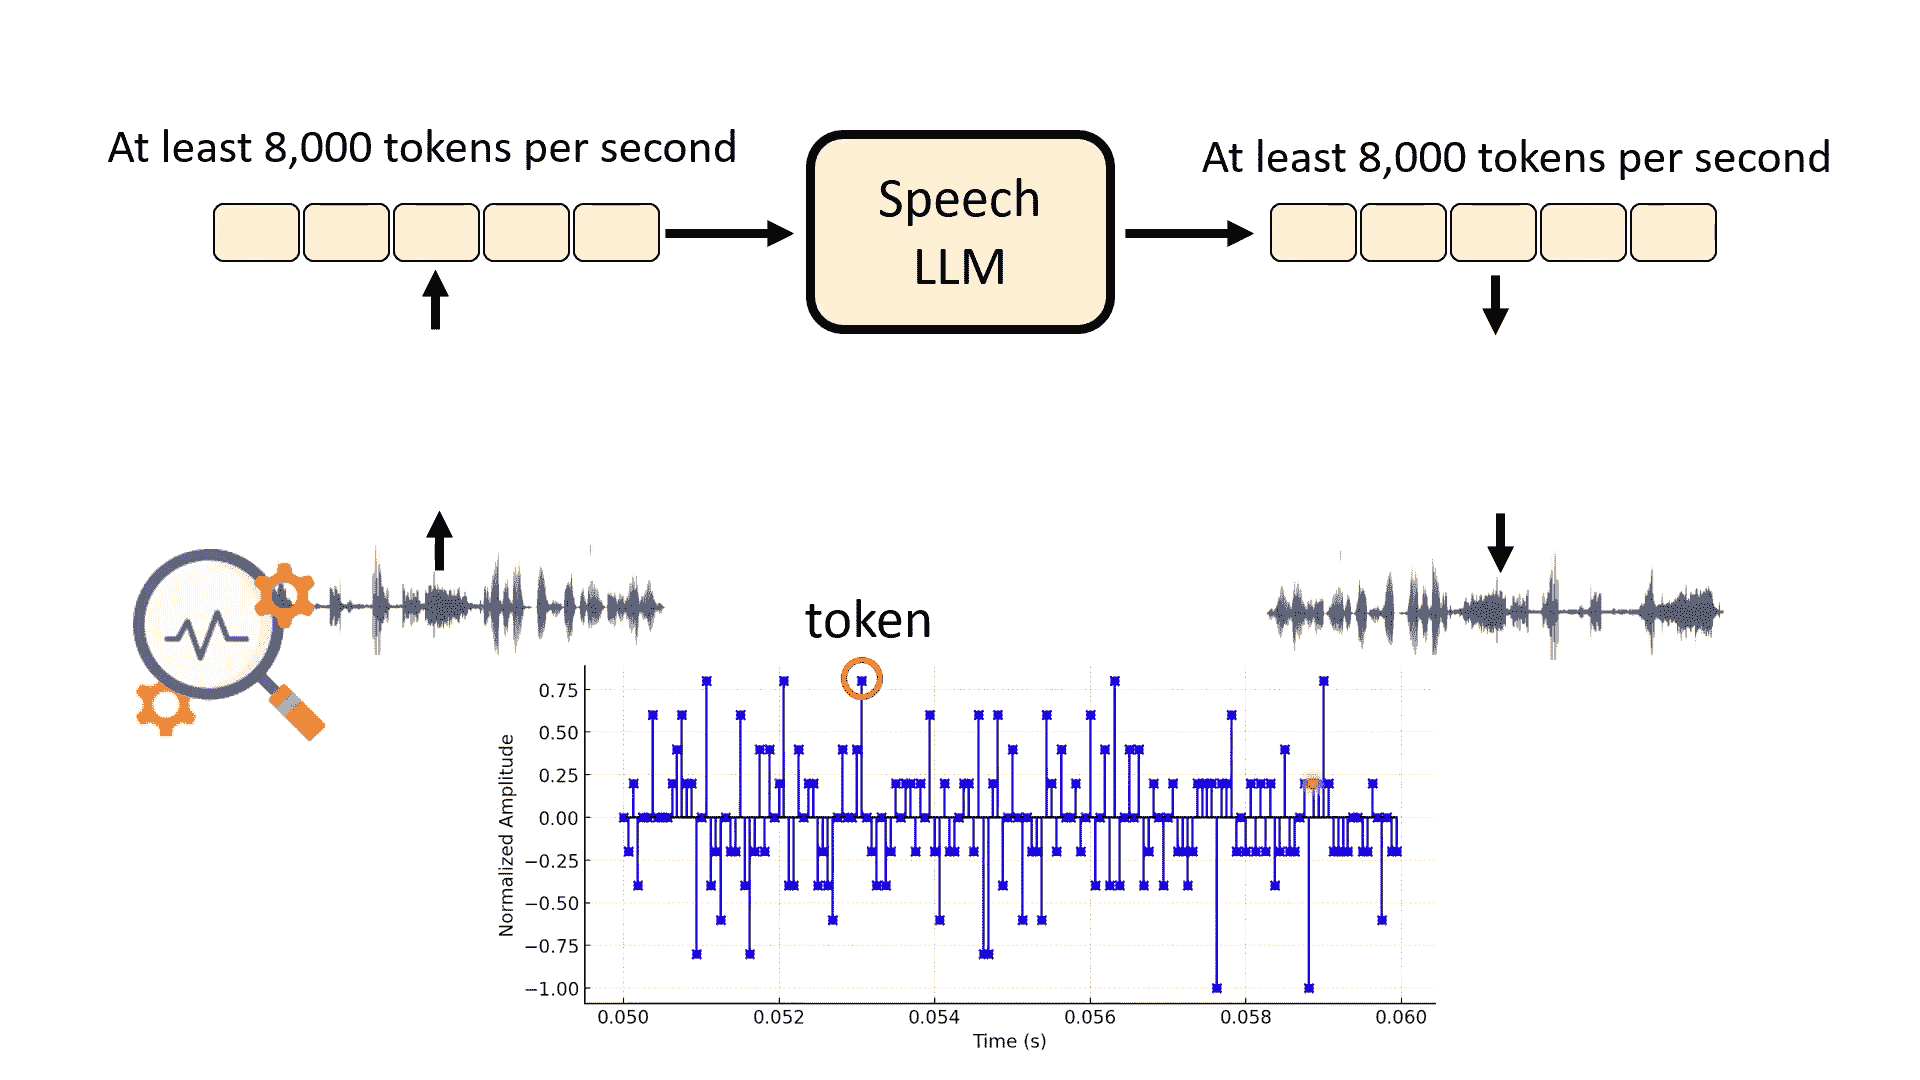 At least 8,000 tokens per second
Speech
LLM
At least 8,000 tokens per second
token
Normalized Amplitude
0.75
0.50
0.25
0.00
−0.25
−0.50
−0.75
−1.00
0.050 0.052 0.054 0.056 0.058 0.060
Time (s)